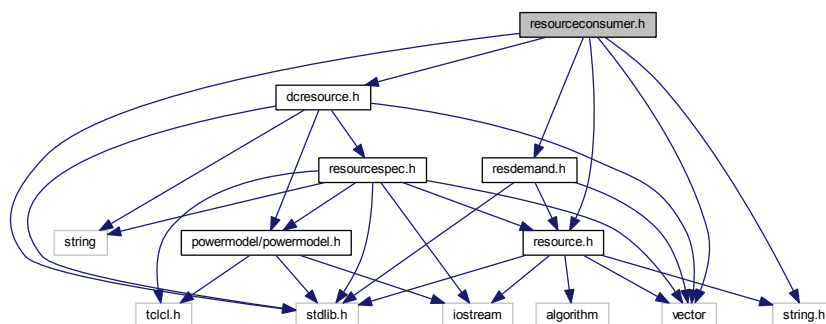 resourceconsumer.h
dcresource.h
resourcespec.h
resdemand.h
string
powermodel/powermodel.h
resource.h
tclcl.h
stdlib.h
iostream
algorithm
vector
string.h